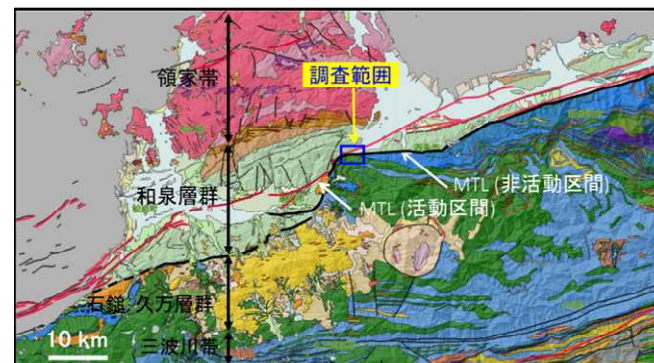 領家帯
調査範囲
和泉層群
MTL (非活動区間)
MTL (活動区間)
石鎚 久万層群
10 km
三波川帯